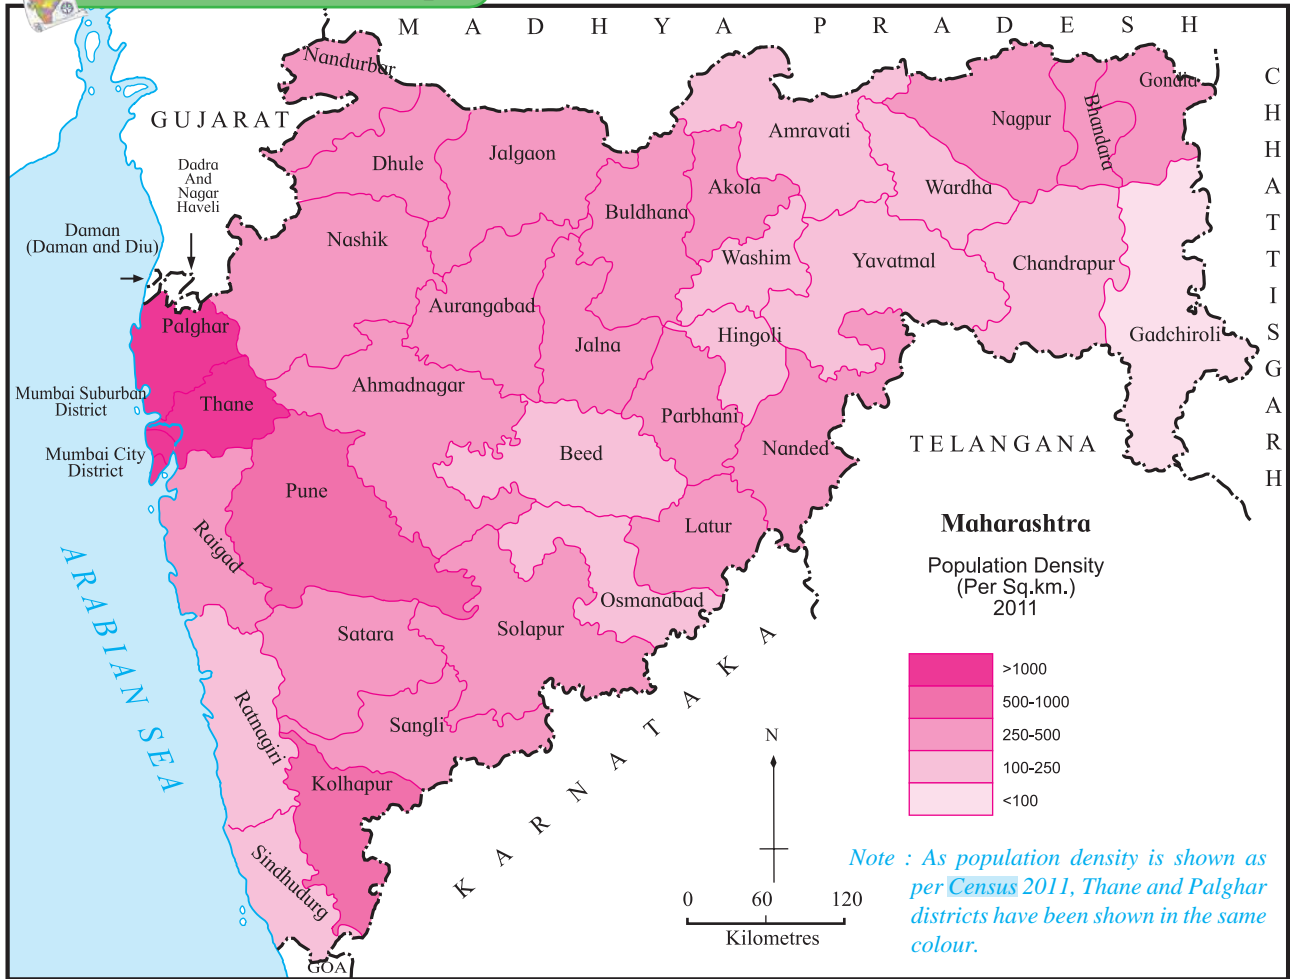 M A D H Y A P R A D E S H
CHHATTISGARH
GUJARAT
Nandurbar
Gondia
Bhandara
Nagpur
Amravati
Dhule
Jalgaon
Dadra
And
Nagar
Haveli
Akola
Wardha
Buldhana
Daman
(Daman and Diu)
Nashik
Washim
Yavatmal
Chandrapur
Aurangabad
Palghar
Hingoli
Gadchiroli
Jalna
Ahmadnagar
Mumbai Suburban
District
Thane
Parbhani
Mumbai City
District
Beed
Nanded
TELANGANA
Pune
Latur
Raigad
ARABIAN SEA
Osmanabad
Satara
Solapur
Ratnagiri
Sangli
Kolhapur
Sindhudurg
KARNATAKA
GOA
Maharashtra
Population Density
(Per Sq.km.)
2011
>1000
500-1000
250-500
100-250
<100
N
0 60 120
Kilometres
Note : As population density is shown as
per Census 2011, Thane and Palghar
districts have been shown in the same
colour.